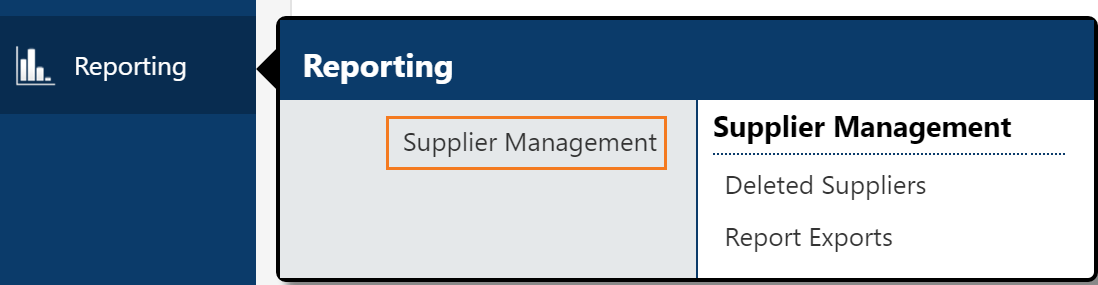 Reporting
Reporting
Supplier Management
Supplier Management
Deleted Suppliers
Report Exports